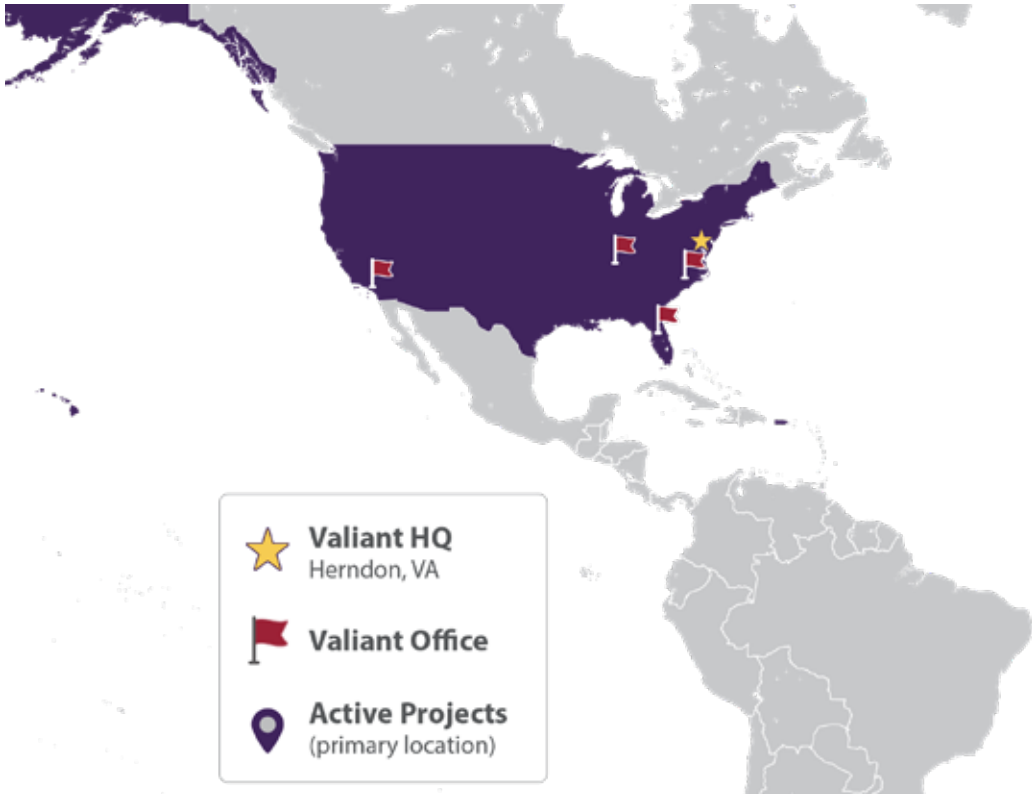 Valiant HQ
Herndon, VA
Valiant Office
Active Projects
(primary location)